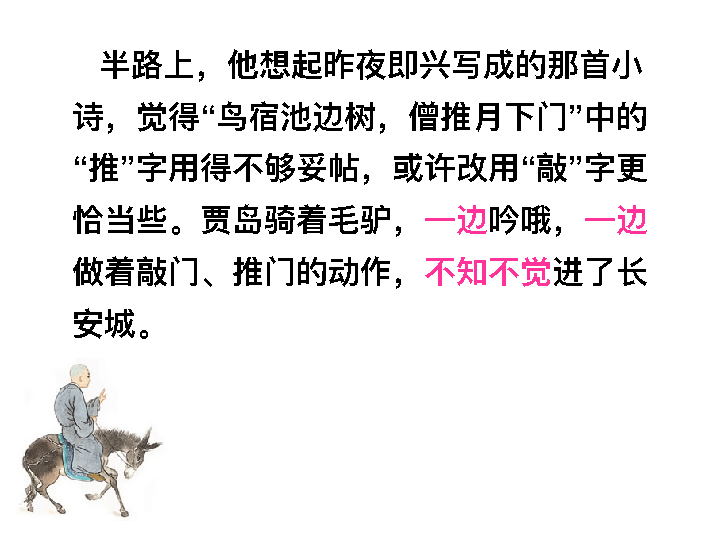 半路上，他想起昨夜即兴写成的那首小
诗，觉得“鸟宿池边树，僧推月下门”中的
“推”字用得不够妥帖，或许改用“敲”字更
恰当些。贾岛骑着毛驴，一边吟哦，一边
做着敲门、推门的动作，不知不觉进了长
安城。